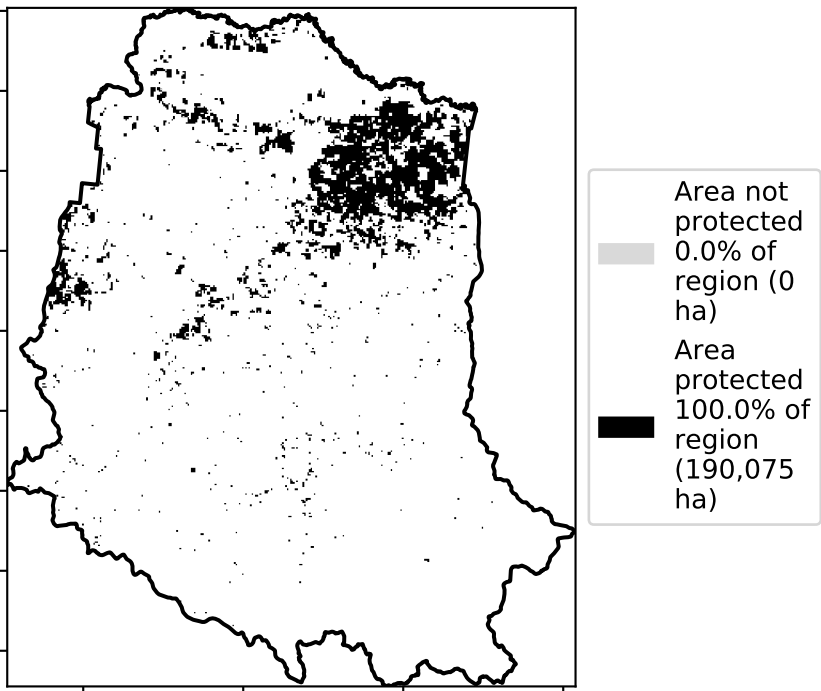 Area not
protected
0.0% of
region (0
ha)
Area
protected
100.0% of
region
(190,075
ha)